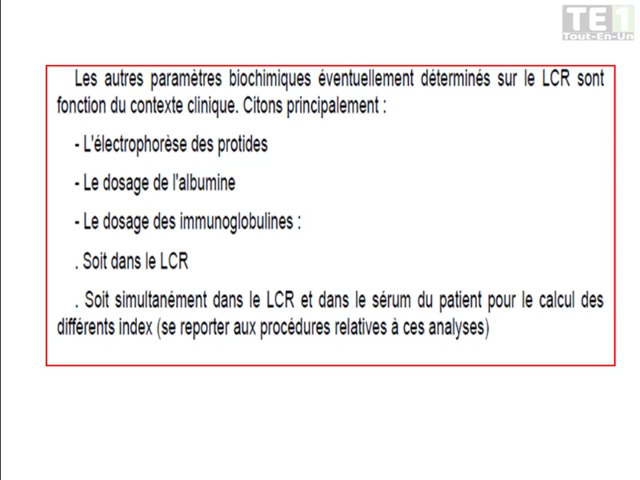 TE1
Tout-En-Un
Les autres paramètres biochimiques éventuellement déterminés sur le LCR sont
fonction du contexte clinique. Citons principalement :
- L'électrophorèse des protides
- Le dosage de l'albumine
- Le dosage des immunoglobulines :
. Soit dans le LCR
. Soit simultanément dans le LCR et dans le sérum du patient pour le calcul des
différents index (se reporter aux procédures relatives à ces analyses)